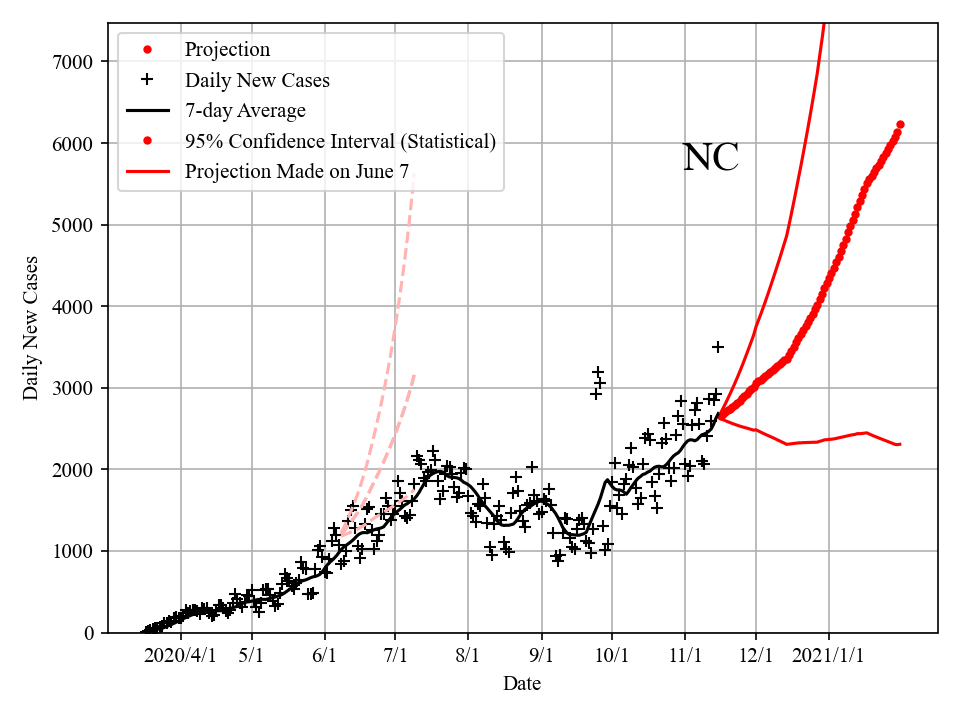 Projection
Daily New Cases
7-day Average
95% Confidence Interval (Statistical)
Projection Made on June 7
NC
Daily New Cases
7000
6000
5000
4000
3000
2000
1000
0
2020/4/1 5/1 6/1 7/1 8/1 9/1 10/1 11/1 12/1 2021/1/1
Date